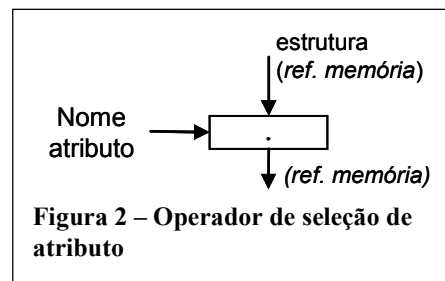 estrutura
(ref. memória)
Nome
atributo
.
(ref. memória)
Figura 2 – Operador de seleção de
atributo